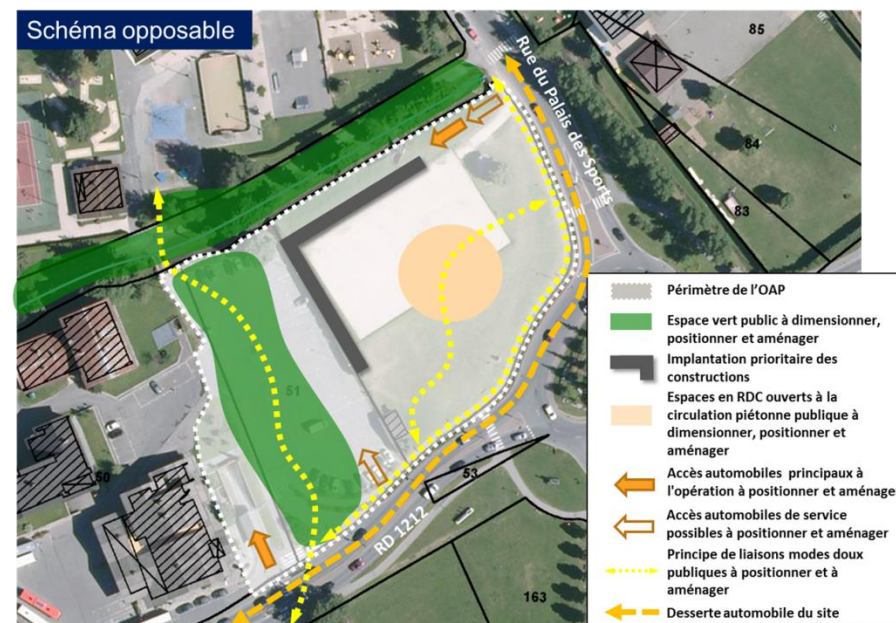 Schéma opposable
Rue du Palais des Sports
85
84
83
51
50
53
RD 1212
163
Périmètre de l'OAP
Espace vert public à dimensionner,
positionner et aménager
Implantation prioritaire des
constructions
Espaces en RDC ouverts à la
circulation piétonne publique à
dimensionner, positionner et
aménager
Accès automobiles principaux à
l'opération à positionner et aménage
Accès automobiles de service
possibles à positionner et aménager
Principe de liaisons modes doux
publiques à positionner et à
aménager
Desserte automobile du site